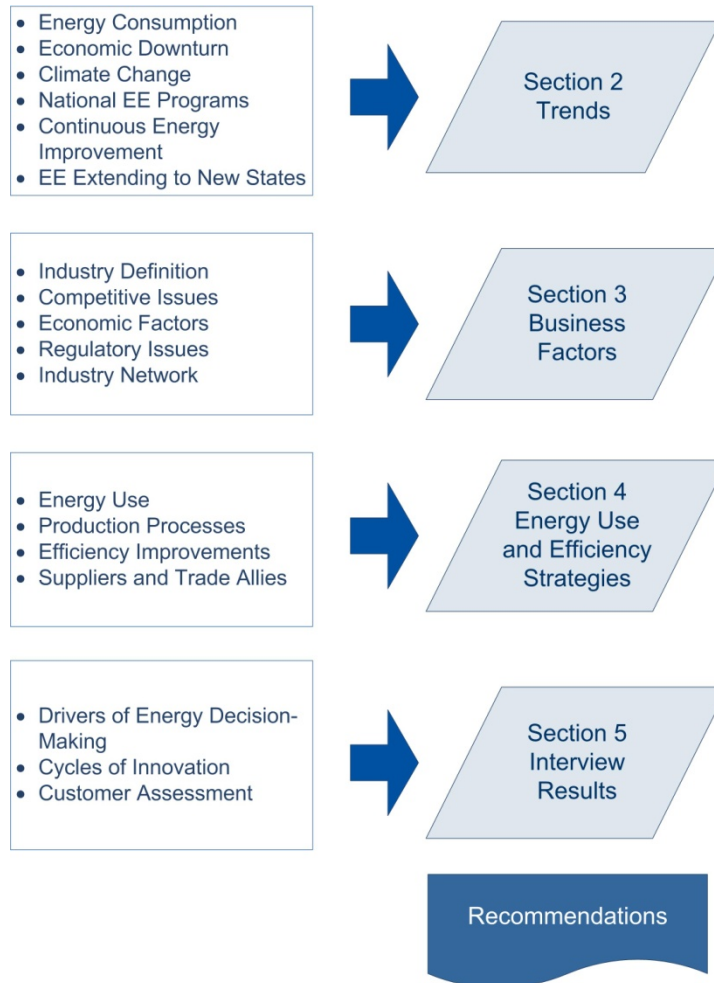 • Energy Consumption
• Economic Downturn
• Climate Change
• National EE Programs
• Continuous Energy
Improvement
• EE Extending to New States
Section 2
Trends
• Industry Definition
• Competitive Issues
• Economic Factors
• Regulatory Issues
• Industry Network
Section 3
Business
Factors
• Energy Use
• Production Processes
• Efficiency Improvements
• Suppliers and Trade Allies
Section 4
Energy Use
and Efficiency
Strategies
• Drivers of Energy Decision-
Making
• Cycles of Innovation
• Customer Assessment
Section 5
Interview
Results
Recommendations